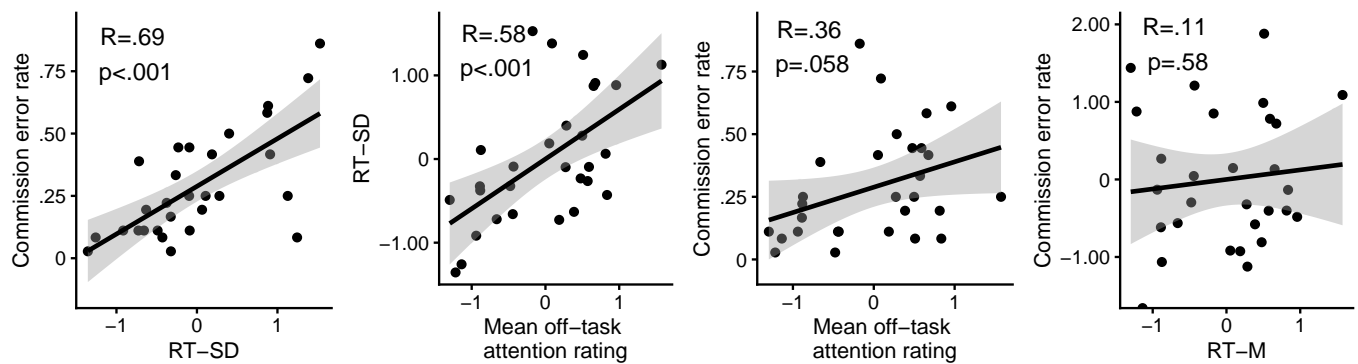 Commission error rate
R=.69
p<.001
.75
.50
.25
0
−1
0
1
RT−SD
RT−SD
R=.58
p<.001
1.00
0
−1.00
−1
0
1
Mean off−task
attention rating
Commission error rate
R=.36
p=.058
.75
.50
.25
0
−1
0
1
Mean off−task
attention rating
Commission error rate
R=.11
p=.58
2.00
1.00
0
−1.00
−1
0
1
RT−M